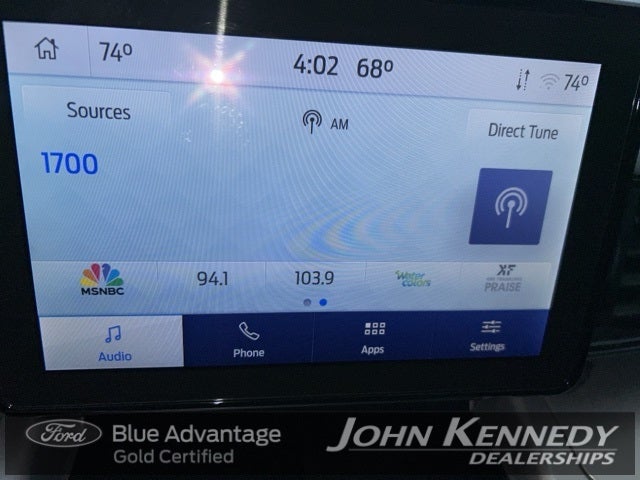 74° 4:02 68° 74°
Sources AM Direct Tune
1700
MSNBC 94.1 103.9 Water colors XF PRAISE
Audio Phone Apps Settings
Ford Blue Advantage
Gold Certified
JOHN KENNEDY
DEALERSHIPS